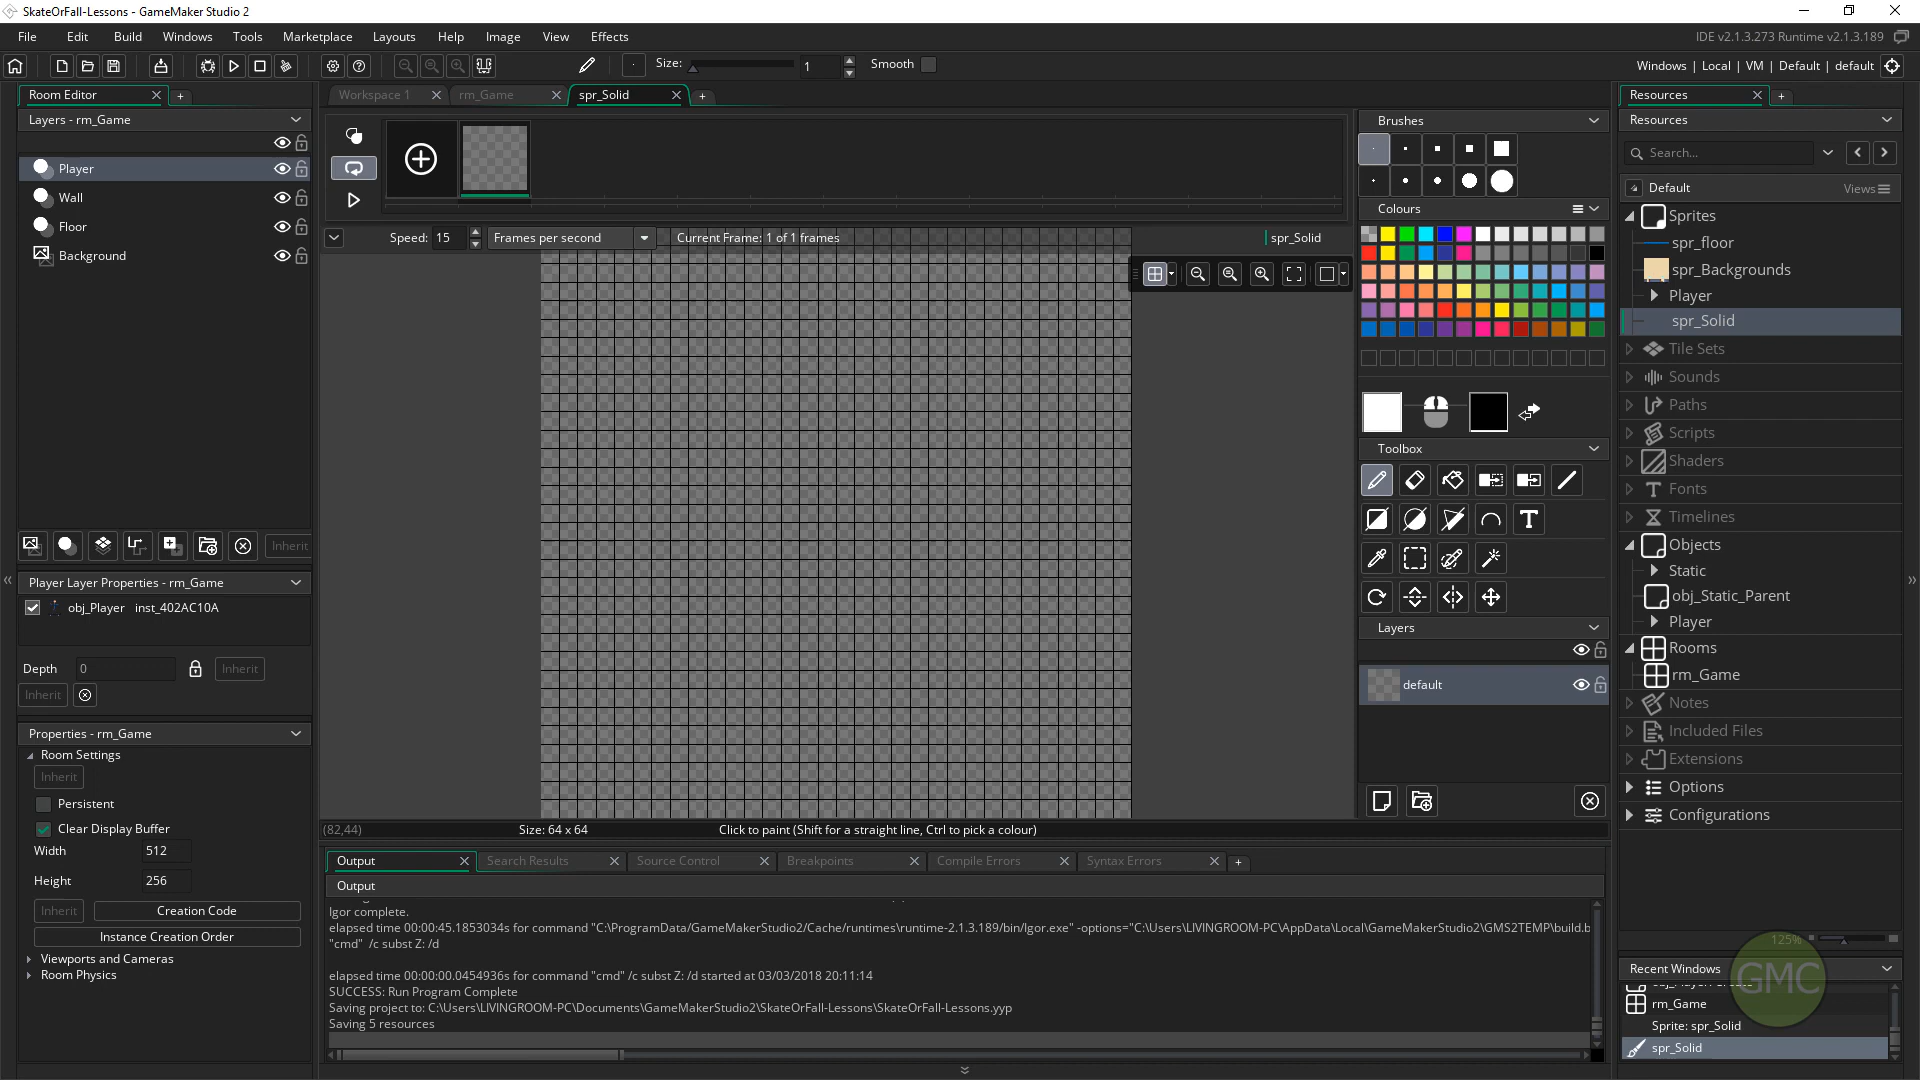 SkateOrFall-Lessons - GameMaker Studio 2
File Edit Build Windows Tools Marketplace Layouts Help Image View Effects
IDE v2.1.3.273 Runtime v2.1.3.189
Size: 1 Smooth
Windows | Local | VM | Default | default
Room Editor
Layers - rm_Game
Player
Wall
Floor
Background
Inherit
Player Layer Properties - rm_Game
obj_Player inst_402AC10A
Depth 0 Inherit
Inherit
Properties - rm_Game
Room Settings
Inherit
Persistent
Clear Display Buffer
Width 512
Height 256
Inherit Creation Code
Instance Creation Order
Viewports and Cameras
Room Physics
Workspace 1 rm_Game spr_Solid
Speed: 15 Frames per second Current Frame: 1 of 1 frames spr_Solid
(82,44) Size: 64 x 64 Click to paint (Shift for a straight line, Ctrl to pick a colour)
Output Search Results Source Control Breakpoints Compile Errors Syntax Errors
Output
Igor complete.
elapsed time 00:00:45.1853034s for command "C:\ProgramData/GameMakerStudio2/Cache/runtimes\runtime-2.1.3.189/bin/Igor.exe" -options="C:\Users\LIVINGROOM-PC\AppData\Local\GameMakerStudio2\GMS2TEMP\build.b
"cmd" /c subst Z: /d
elapsed time 00:00:00.0454936s for command "cmd" /c subst Z: /d started at 03/03/2018 20:11:14
SUCCESS: Run Program Complete
Saving project to: C:\Users\LIVINGROOM-PC\Documents\GameMakerStudio2\SkateOrFall-Lessons\SkateOrFall-Lessons.yyp
Saving 5 resources
Brushes
Colours
Toolbox
T
Layers
default
Resources
Resources
Search...
Default Views
Sprites
spr_floor
spr_Backgrounds
Player
spr_Solid
Tile Sets
Sounds
Paths
Scripts
Shaders
Fonts
Timelines
Objects
Static
obj_Static_Parent
Player
Rooms
rm_Game
Notes
Included Files
Extensions
Options
Configurations
125%
Recent Windows
GMC
rm_Game
Sprite: spr_Solid
spr_Solid